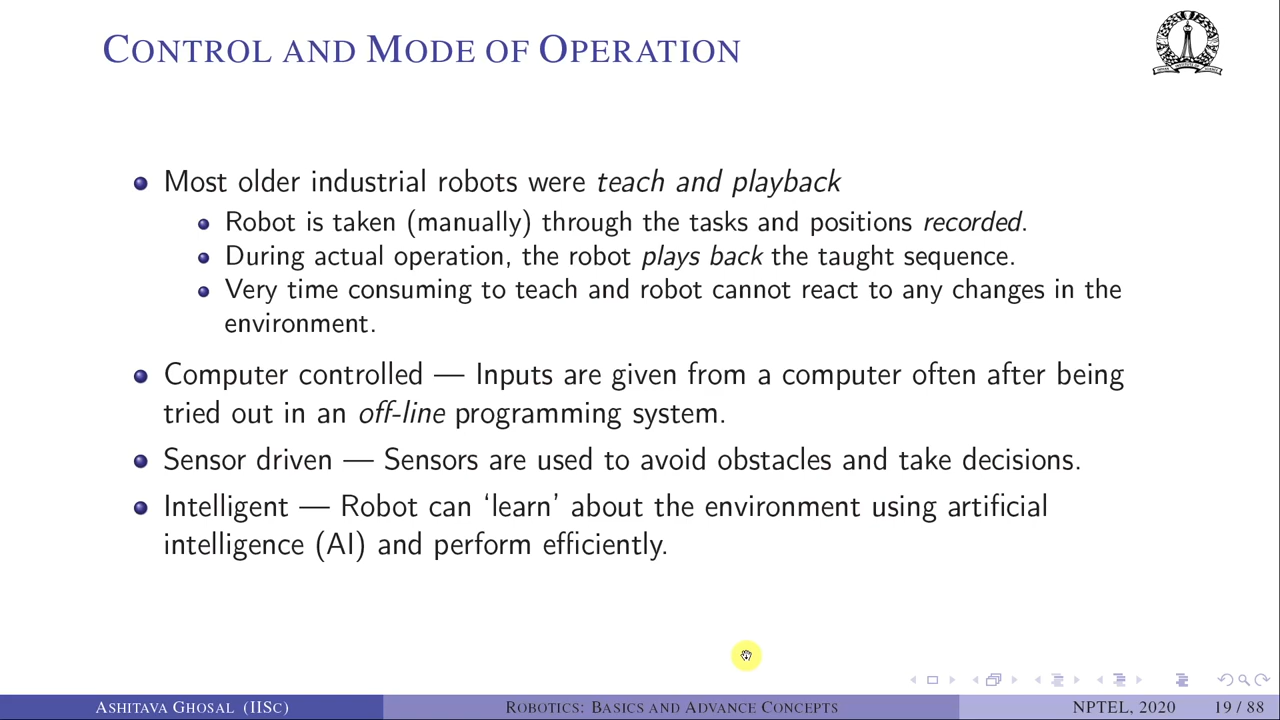 CONTROL AND MODE OF OPERATION
Most older industrial robots were teach and playback
Robot is taken (manually) through the tasks and positions recorded.
During actual operation, the robot plays back the taught sequence.
Very time consuming to teach and robot cannot react to any changes in the
environment.
Computer controlled — Inputs are given from a computer often after being
tried out in an off-line programming system.
Sensor driven — Sensors are used to avoid obstacles and take decisions.
Intelligent — Robot can ‘learn’ about the environment using artificial
intelligence (AI) and perform efficiently.
ASHITAVA GHOSAL (IISC) ROBOTICS: BASICS AND ADVANCE CONCEPTS NPTEL, 2020 19 / 88